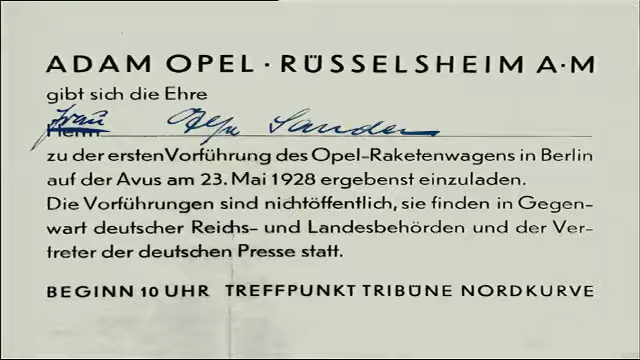 ADAM OPEL · RÜSSELSHEIM A·M
gibt sich die Ehre
Frau Sander
Herrn
zu der ersten Vorführung des Opel-Raketenwagens in Berlin
auf der Avus am 23. Mai 1928 ergebenst einzuladen.
Die Vorführungen sind nichtöffentlich, sie finden in Gegen-
wart deutscher Reichs- und Landesbehörden und der Ver-
treter der deutschen Presse statt.
BEGINN 10 UHR TREFFPUNKT TRIBÜNE NORDKURVE